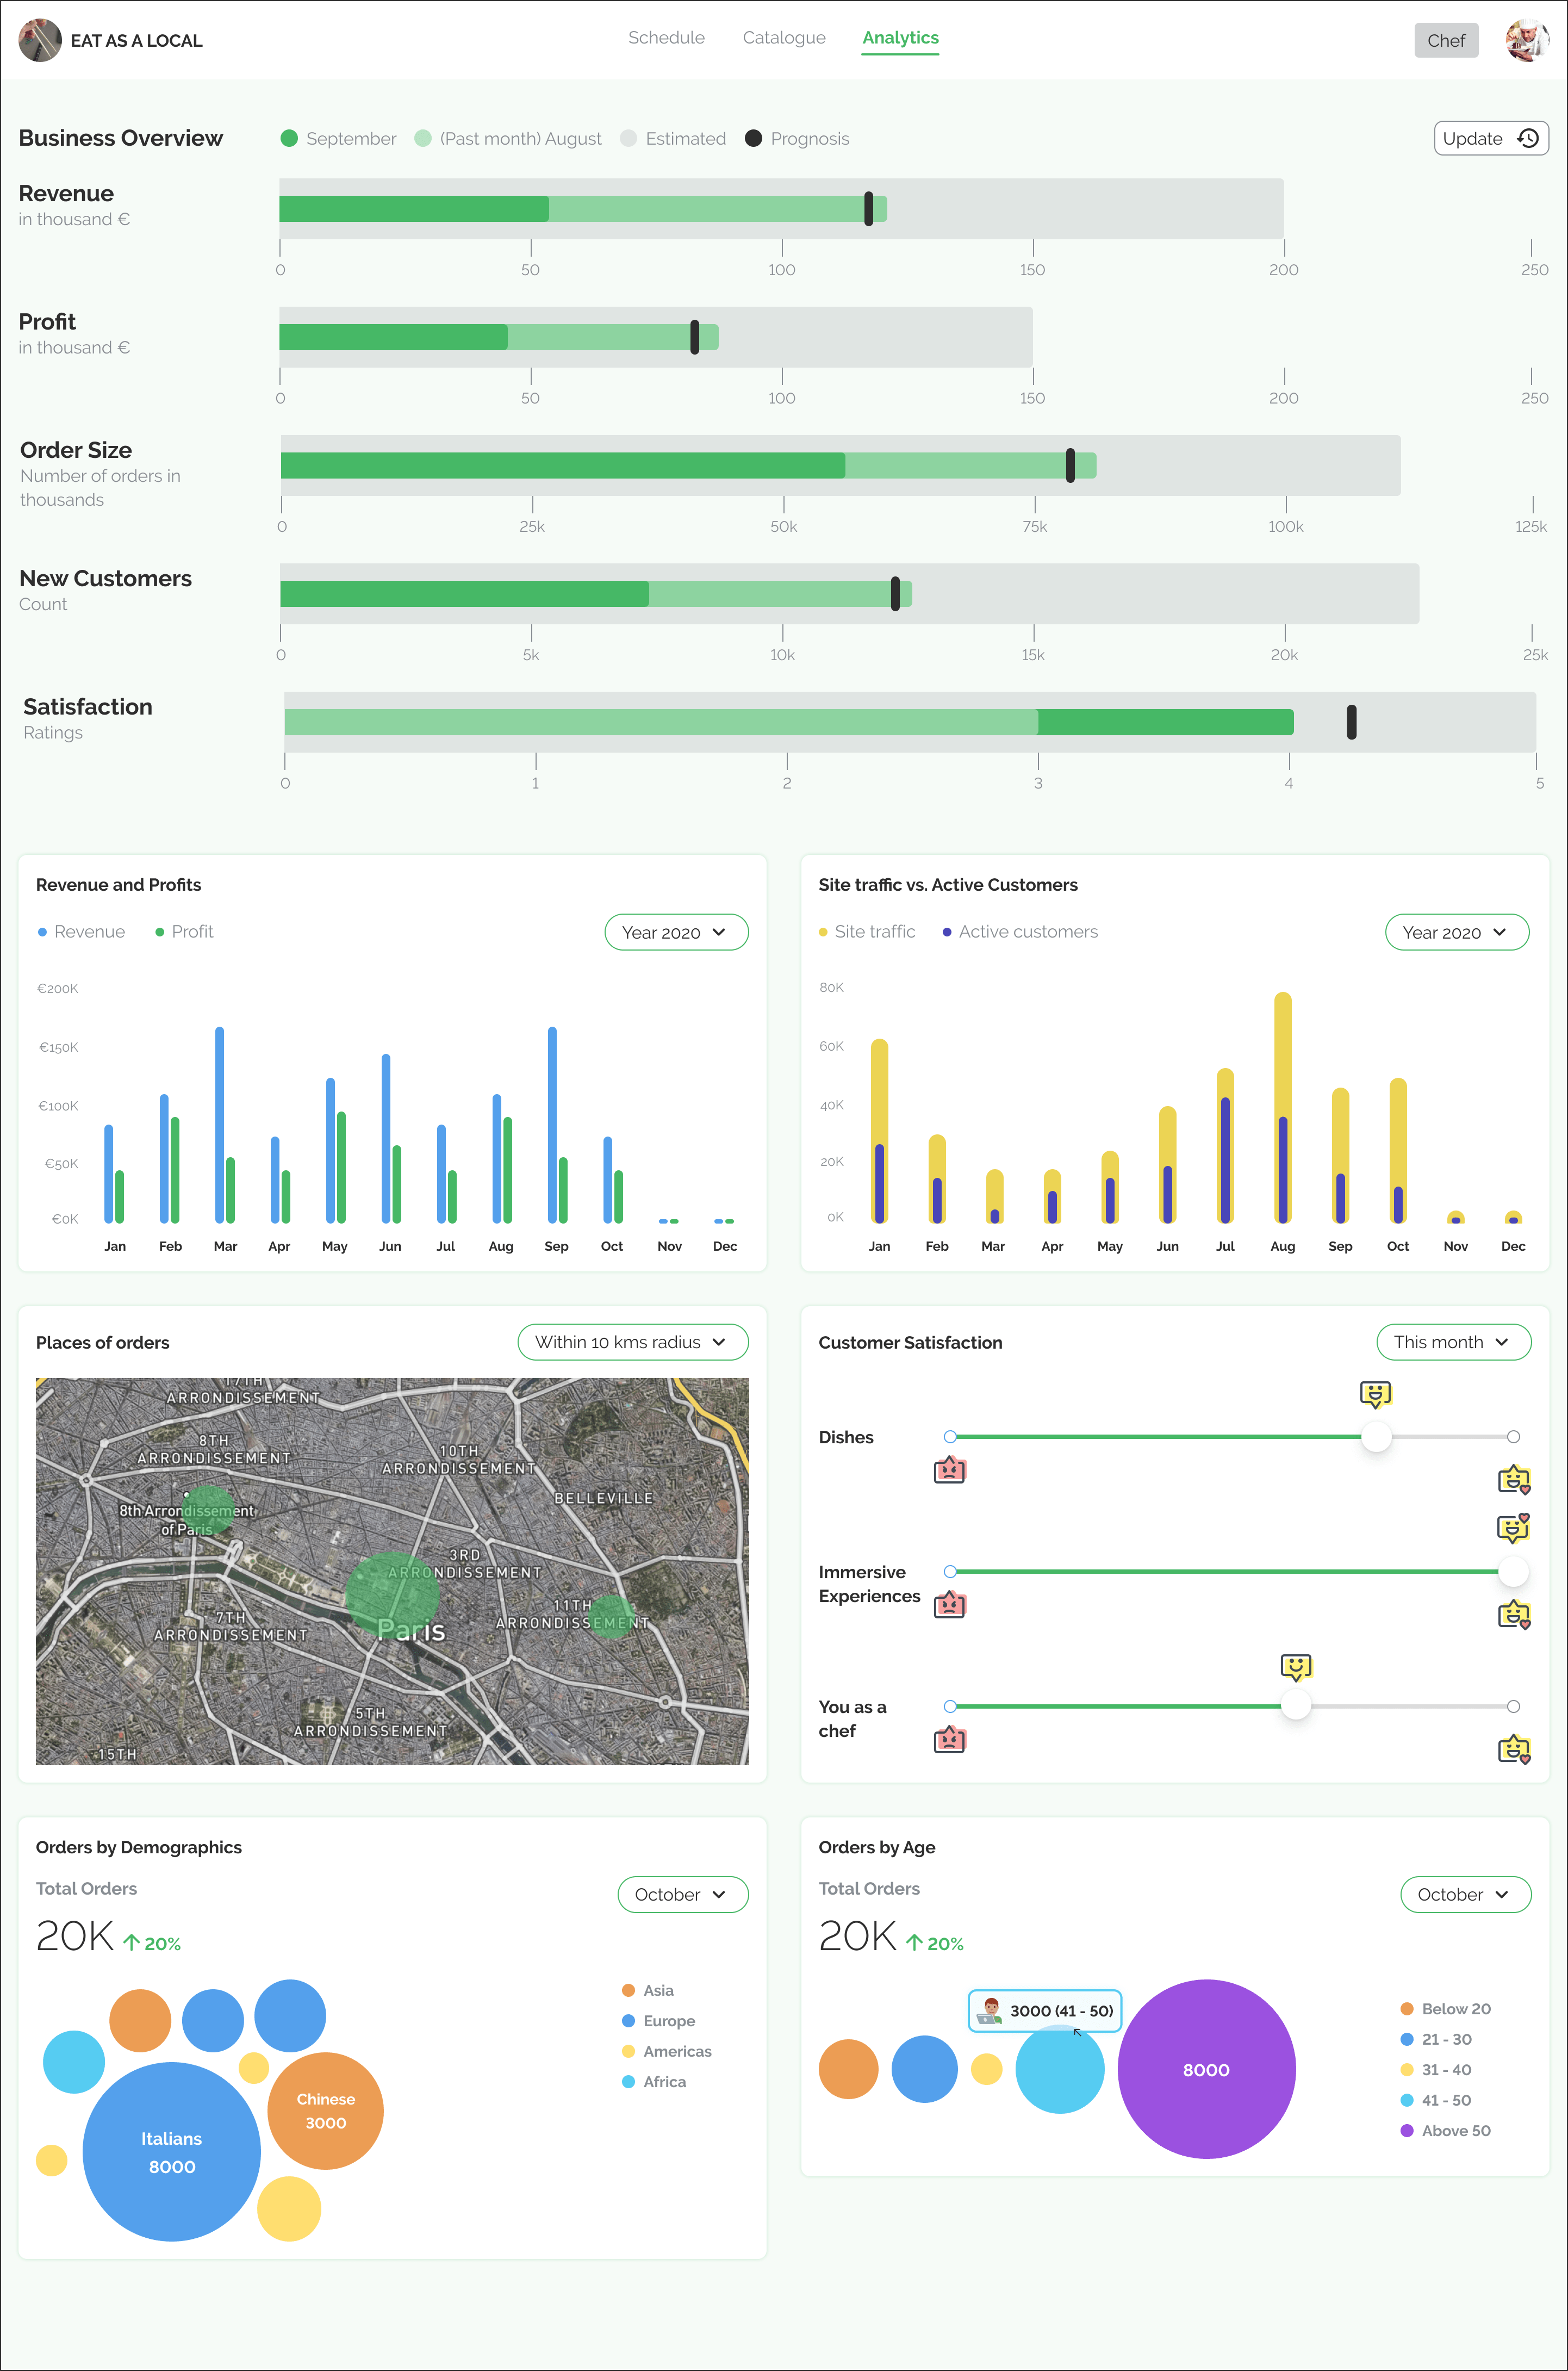 EAT AS A LOCAL
Schedule
Catalogue
Analytics
Chef
Business Overview
September
(Past month) August
Estimated
Prognosis
Update
Revenue
in thousand €
0 50 100 150 200 250
Profit
in thousand €
0 50 100 150 200 250
Order Size
Number of orders in
thousands
0 25k 50k 75k 100k 125k
New Customers
Count
0 5k 10k 15k 20k 25k
Satisfaction
Ratings
0 1 2 3 4 5
Revenue and Profits
Revenue
Profit
Year 2020
€200K
€150K
€100K
€50K
€0K
Jan Feb Mar Apr May Jun Jul Aug Sep Oct Nov Dec
Site traffic vs. Active Customers
Site traffic
Active customers
Year 2020
80K
60K
40K
20K
0K
Jan Feb Mar Apr May Jun Jul Aug Sep Oct Nov Dec
Places of orders
Within 10 kms radius
17TH
ARRONDISSEMENT
8TH
ARRONDISSEMENT
10TH
ARRONDISSEMENT
BELLEVILLE
8th Arrondissement
of Paris
3RD
ARRONDISSEMENT
11TH
ARRONDISSEMENT
7TH
ARRONDISSEMENT
Paris
5TH
ARRONDISSEMENT
15TH
Customer Satisfaction
This month
Dishes
Immersive
Experiences
You as a
chef
Orders by Demographics
Total Orders
October
20K
20%
Asia
Europe
Americas
Africa
Chinese
3000
Italians
8000
Orders by Age
Total Orders
October
20K
20%
3000 (41 - 50)
8000
Below 20
21 - 30
31 - 40
41 - 50
Above 50